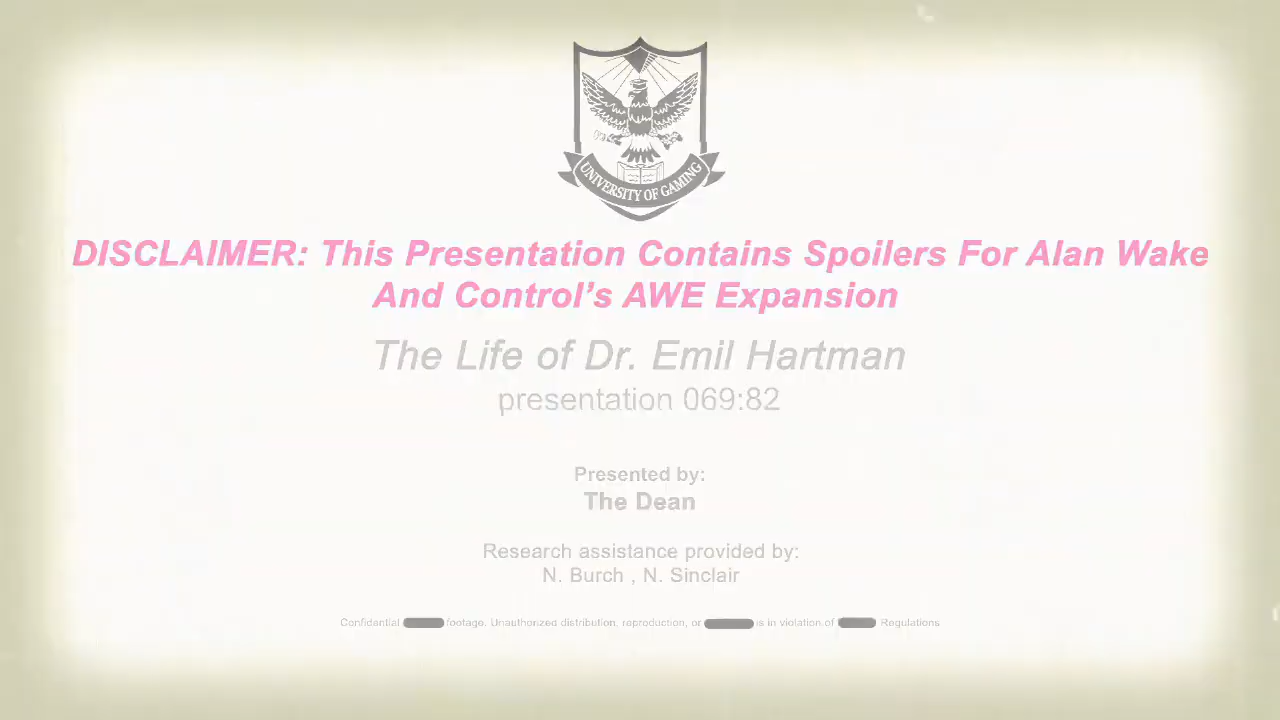 UNIVERSITY OF GAMING
DISCLAIMER: This Presentation Contains Spoilers For Alan Wake
And Control's AWE Expansion
The Life of Dr. Emil Hartman
presentation 069:82
Presented by:
The Dean
Research assistance provided by:
N. Burch , N. Sinclair
Confidential footage. Unauthorized distribution, reproduction, or is in violation of Regulations